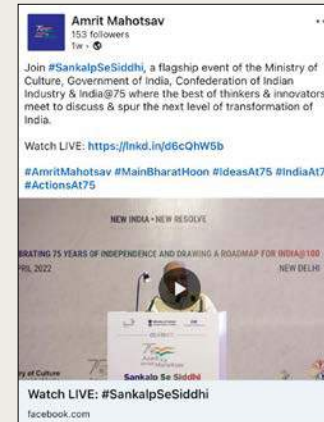 Amrit Mahotsav
153 followers
1w •
Join #SankalpSeSiddhi, a flagship event of the Ministry of
Culture, Government of India, Confederation of Indian
Industry & India@75 where the best of thinkers & innovators
meet to discuss & spur the next level of transformation of
India.
Watch LIVE: https://lnkd.in/d6cQhW5b
#AmritMahotsav #MainBharatHoon #IdeasAt75 #IndiaAt7
#ActionsAt75
NEW INDIA • NEW RESOLVE
BRATING 75 YEARS OF INDEPENDENCE AND DRAWING A ROADMAP FOR INDIA@100
PRIL 2022
NEW DELHI
ry of Culture
Sankalp Se Siddhi
Watch LIVE: #SankalpSeSiddhi
facebook.com